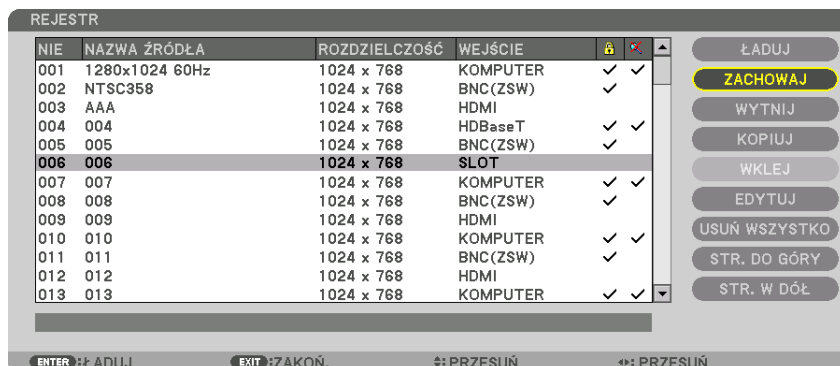 REJESTR
NIE NAZWA ŹRÓDŁA ROZDZIELCZOŚĆ WEJŚCIE
001 1280x1024 60Hz 1024 x 768 KOMPUTER ✓ ✓
002 NTSC358 1024 x 768 BNC(ZSW) ✓
003 AAA 1024 x 768 HDMI
004 004 1024 x 768 HDBaseT ✓ ✓
005 005 1024 x 768 BNC(ZSW) ✓
006 006 1024 x 768 SLOT
007 007 1024 x 768 KOMPUTER ✓ ✓
008 008 1024 x 768 BNC(ZSW) ✓
009 009 1024 x 768 HDMI
010 010 1024 x 768 KOMPUTER ✓ ✓
011 011 1024 x 768 BNC(ZSW) ✓
012 012 1024 x 768 HDMI
013 013 1024 x 768 KOMPUTER ✓ ✓
ŁADUJ
ZACHOWAJ
WYTNIJ
KOPIUJ
WKLEJ
EDYTUJ
USUŃ WSZYSTKO
STR. DO GÓRY
STR. W DÓŁ
ENTER :ŁADUJ EXIT :ZAKOŃ. :PRZESUŃ :PRZESUŃ